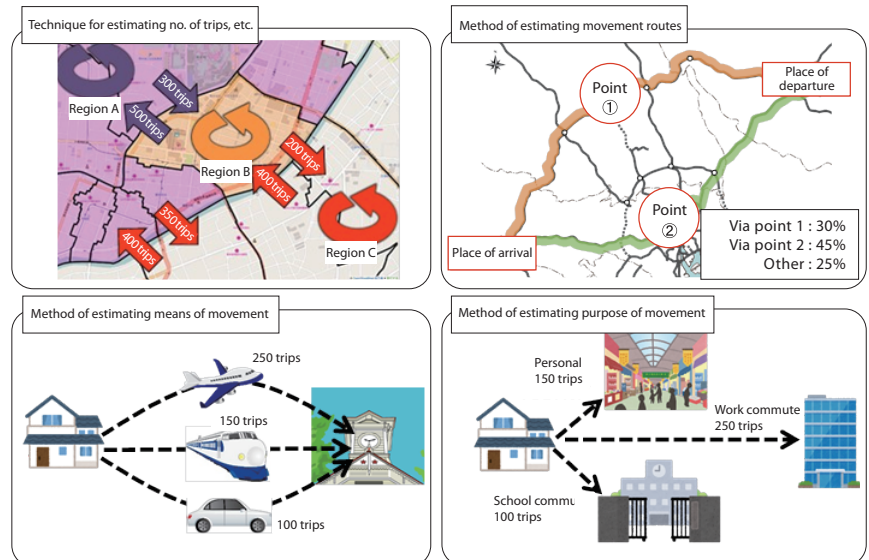 Technique for estimating no. of trips, etc.
300 trips
500 trips
Region A
Region B
200 trips
400 trips
350 trips
400 trips
Region C
Method of estimating movement routes
Point
①
Place of
departure
Point
②
Place of arrival
Via point 1 : 30%
Via point 2 : 45%
Other : 25%
Method of estimating means of movement
250 trips
150 trips
100 trips
Method of estimating purpose of movement
Personal
150 trips
Work commute
250 trips
School commu
100 trips